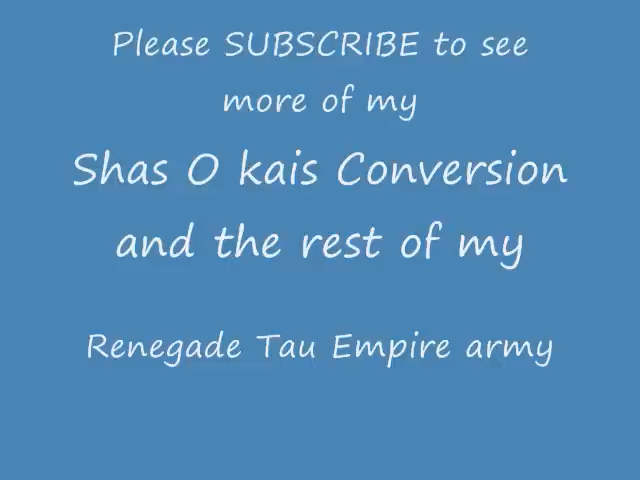 Please SUBSCRIBE to see
more of my
Shas O kais Conversion
and the rest of my
Renegade Tau Empire army